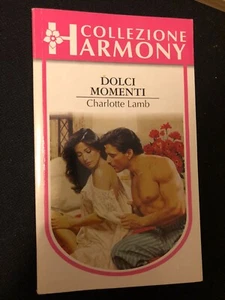 COLLEZIONE
HARMONY
DOLCI
MOMENTI
Charlotte Lamb